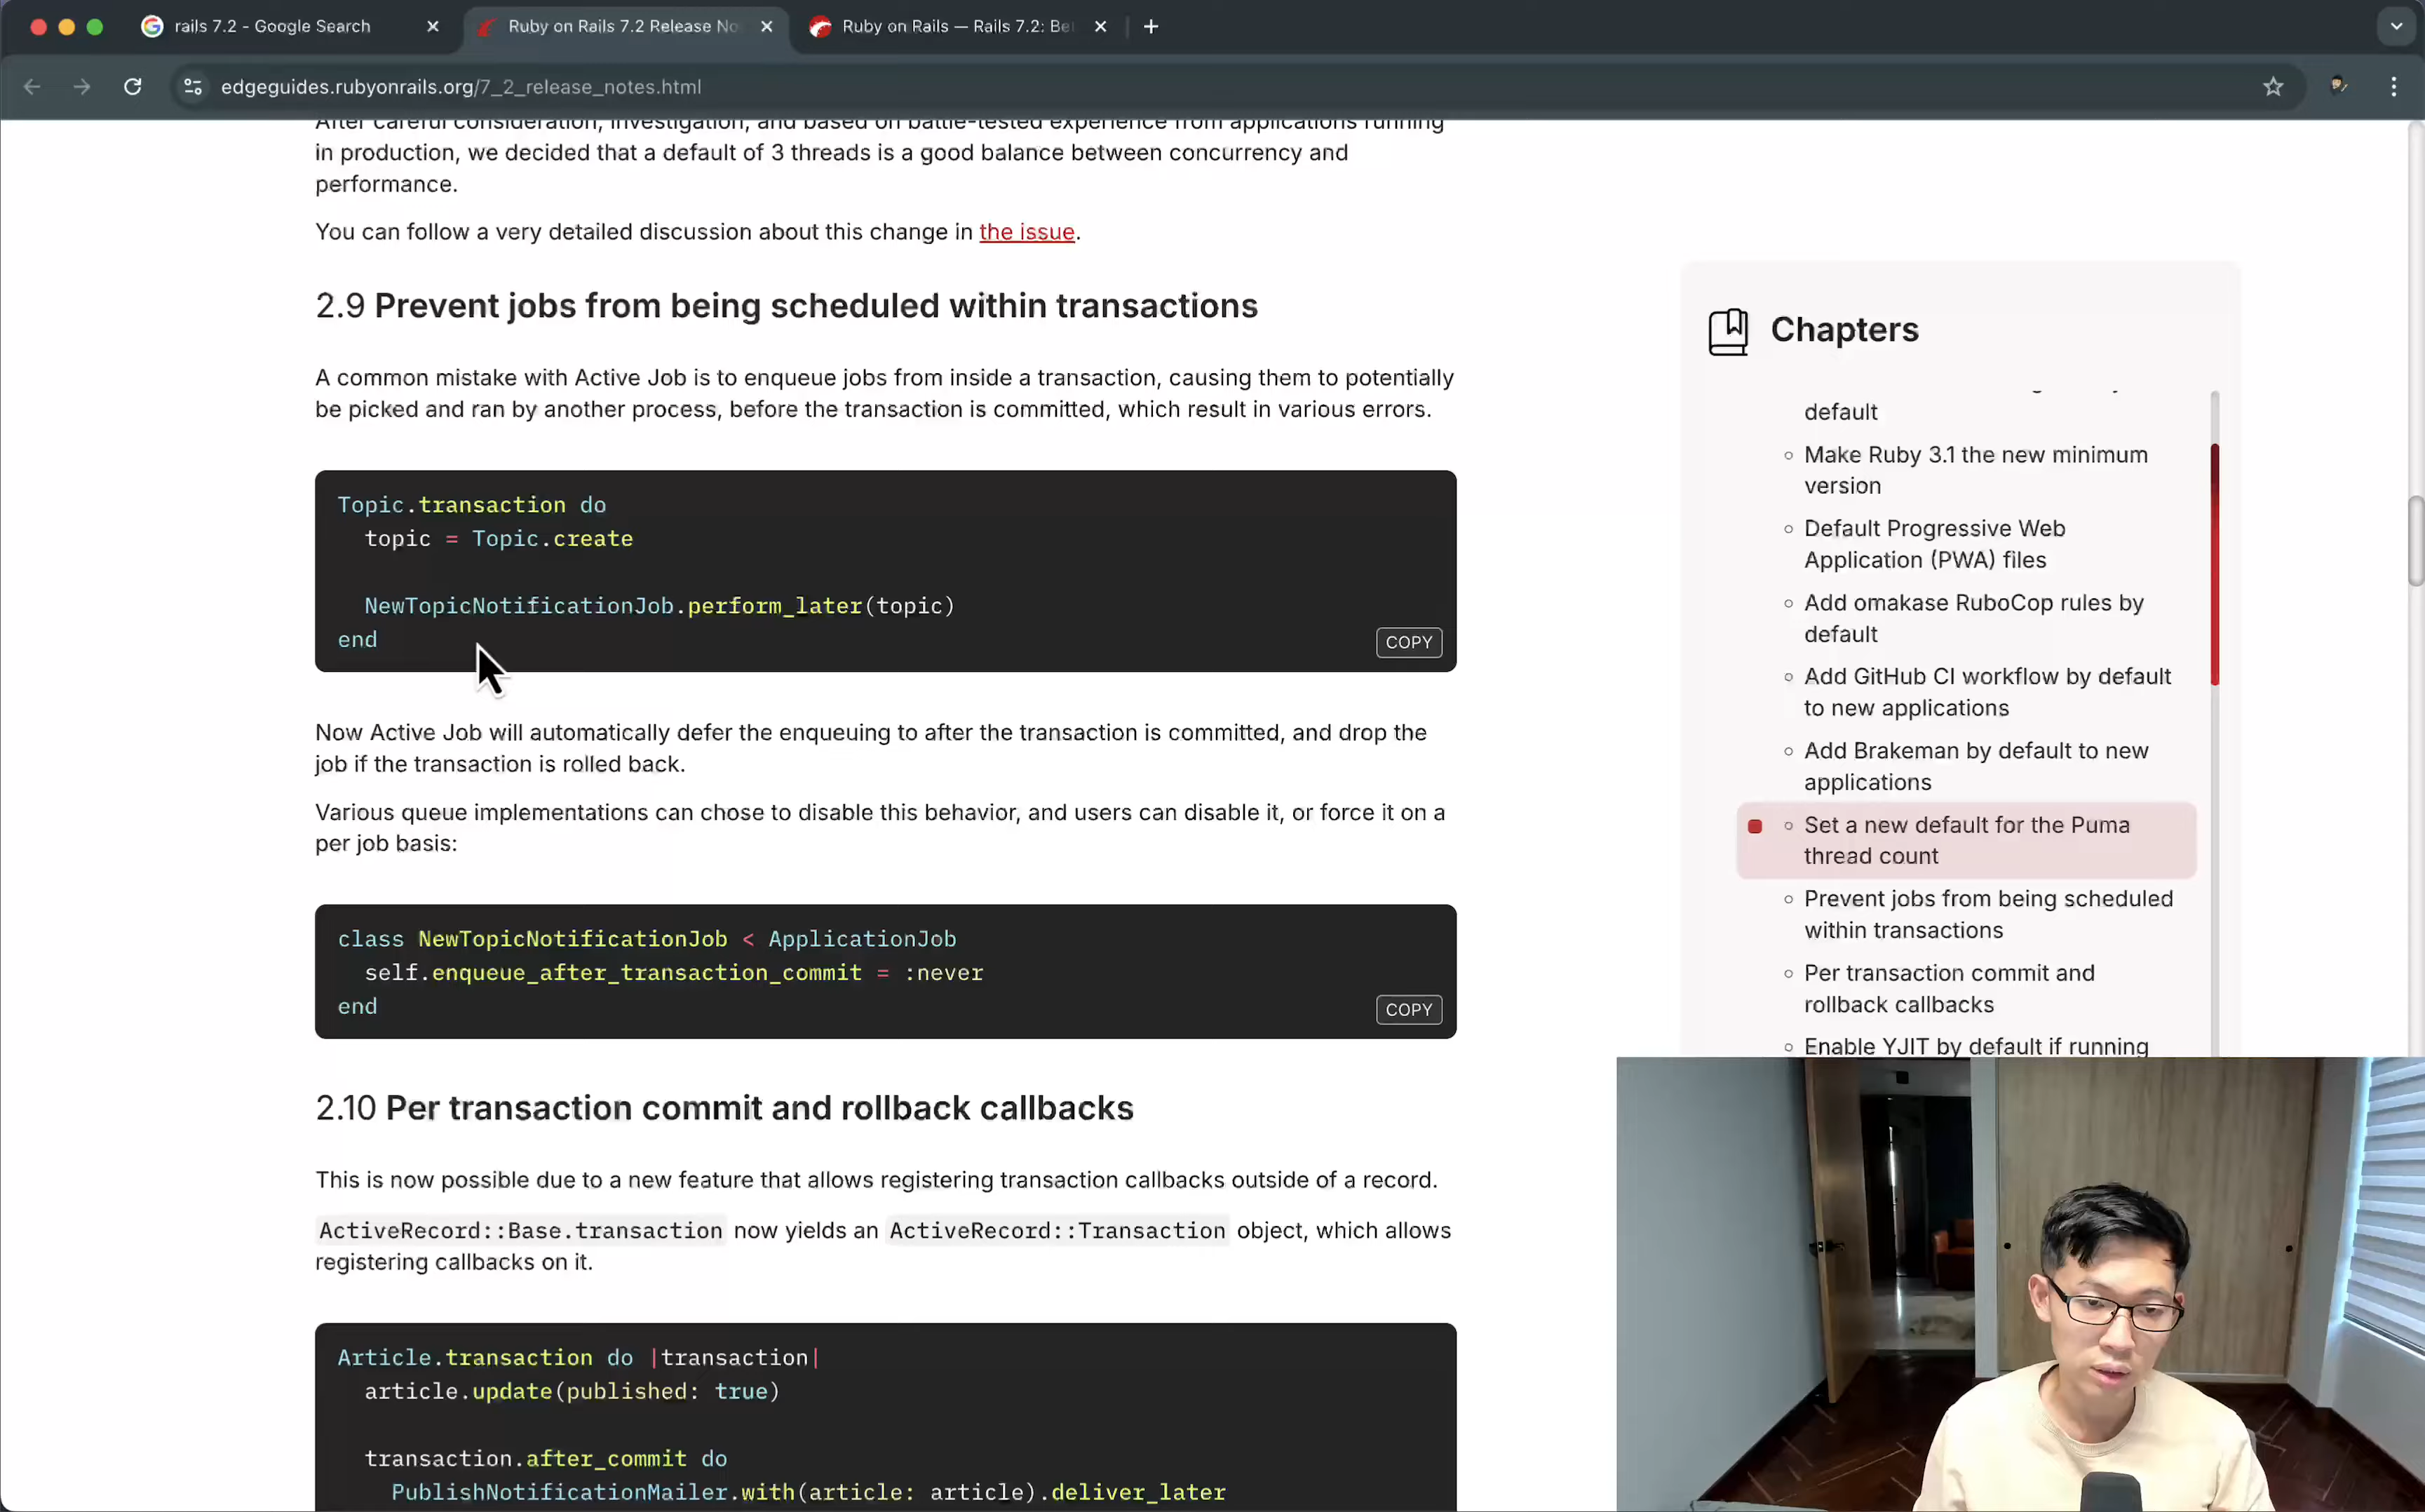 rails 7.2 - Google Search
Ruby on Rails 7.2 Release No
Ruby on Rails — Rails 7.2: Be
edgeguides.rubyonrails.org/7_2_release_notes.html
After careful consideration, investigation, and based on battle-tested experience from applications running
in production, we decided that a default of 3 threads is a good balance between concurrency and
performance.
You can follow a very detailed discussion about this change in the issue.
2.9 Prevent jobs from being scheduled within transactions
A common mistake with Active Job is to enqueue jobs from inside a transaction, causing them to potentially
be picked and ran by another process, before the transaction is committed, which result in various errors.
Topic.transaction do
topic = Topic.create
NewTopicNotificationJob.perform_later(topic)
end
COPY
Now Active Job will automatically defer the enqueuing to after the transaction is committed, and drop the
job if the transaction is rolled back.
Various queue implementations can chose to disable this behavior, and users can disable it, or force it on a
per job basis:
class NewTopicNotificationJob < ApplicationJob
self.enqueue_after_transaction_commit = :never
end
COPY
2.10 Per transaction commit and rollback callbacks
This is now possible due to a new feature that allows registering transaction callbacks outside of a record.
ActiveRecord::Base.transaction now yields an ActiveRecord::Transaction object, which allows
registering callbacks on it.
Article.transaction do |transaction|
article.update(published: true)
transaction.after_commit do
PublishNotificationMailer.with(article: article).deliver_later
Chapters
default
Make Ruby 3.1 the new minimum
version
Default Progressive Web
Application (PWA) files
Add omakase RuboCop rules by
default
Add GitHub CI workflow by default
to new applications
Add Brakeman by default to new
applications
Set a new default for the Puma
thread count
Prevent jobs from being scheduled
within transactions
Per transaction commit and
rollback callbacks
Enable YJIT by default if running